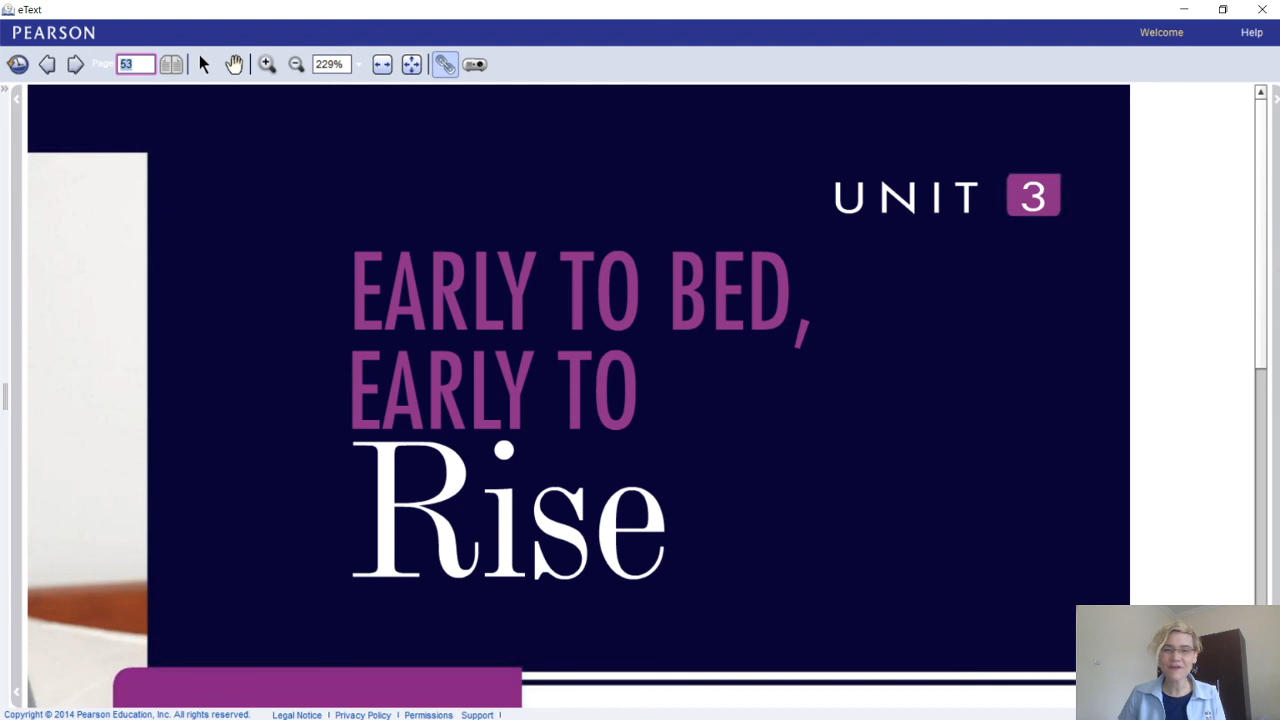 eText
PEARSON
Welcome
Help
Page
53
229%
UNIT 3
EARLY TO BED,
EARLY TO
Rise
Copyright © 2014 Pearson Education, Inc. All rights reserved.
Legal Notice | Privacy Policy | Permissions Support |